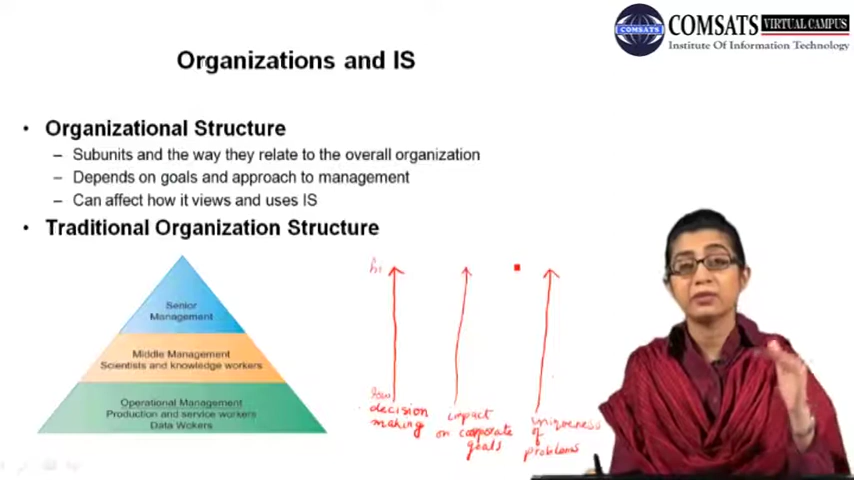 COMSATS VIRTUAL CAMPUS
COMSATS
Institute Of Information Technology
Organizations and IS
• Organizational Structure
– Subunits and the way they relate to the overall organization
– Depends on goals and approach to management
– Can affect how it views and uses IS
• Traditional Organization Structure
Senior
Management
Middle Management
Scientists and knowledge workers
Operational Management
Production and service workers
Data Wokers
hi
low
decision
making
impact
on corporate
goals
uniqueness
of
problems